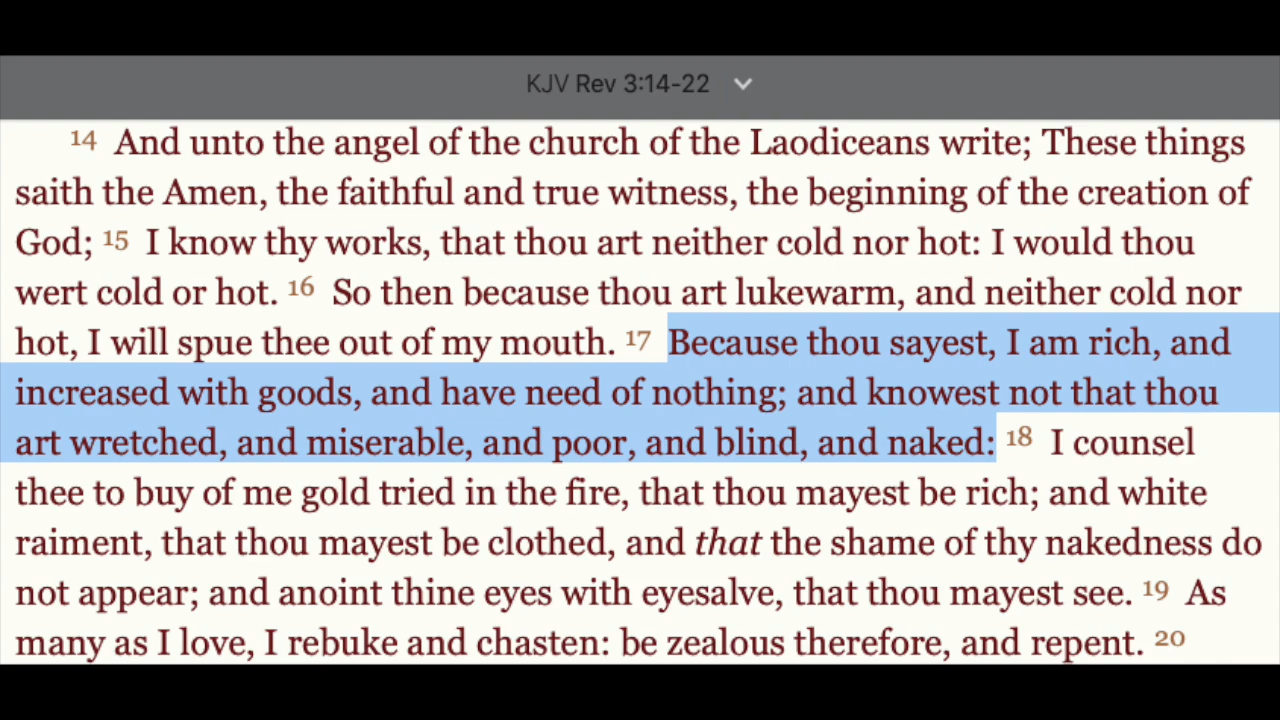 KJV Rev 3:14-22
14 And unto the angel of the church of the Laodiceans write; These things
saith the Amen, the faithful and true witness, the beginning of the creation of
God; 15 I know thy works, that thou art neither cold nor hot: I would thou
wert cold or hot. 16 So then because thou art lukewarm, and neither cold nor
hot, I will spue thee out of my mouth. 17 Because thou sayest, I am rich, and
increased with goods, and have need of nothing; and knowest not that thou
art wretched, and miserable, and poor, and blind, and naked: 18 I counsel
thee to buy of me gold tried in the fire, that thou mayest be rich; and white
raiment, that thou mayest be clothed, and that the shame of thy nakedness do
not appear; and anoint thine eyes with eyesalve, that thou mayest see. 19 As
many as I love, I rebuke and chasten: be zealous therefore, and repent. 20